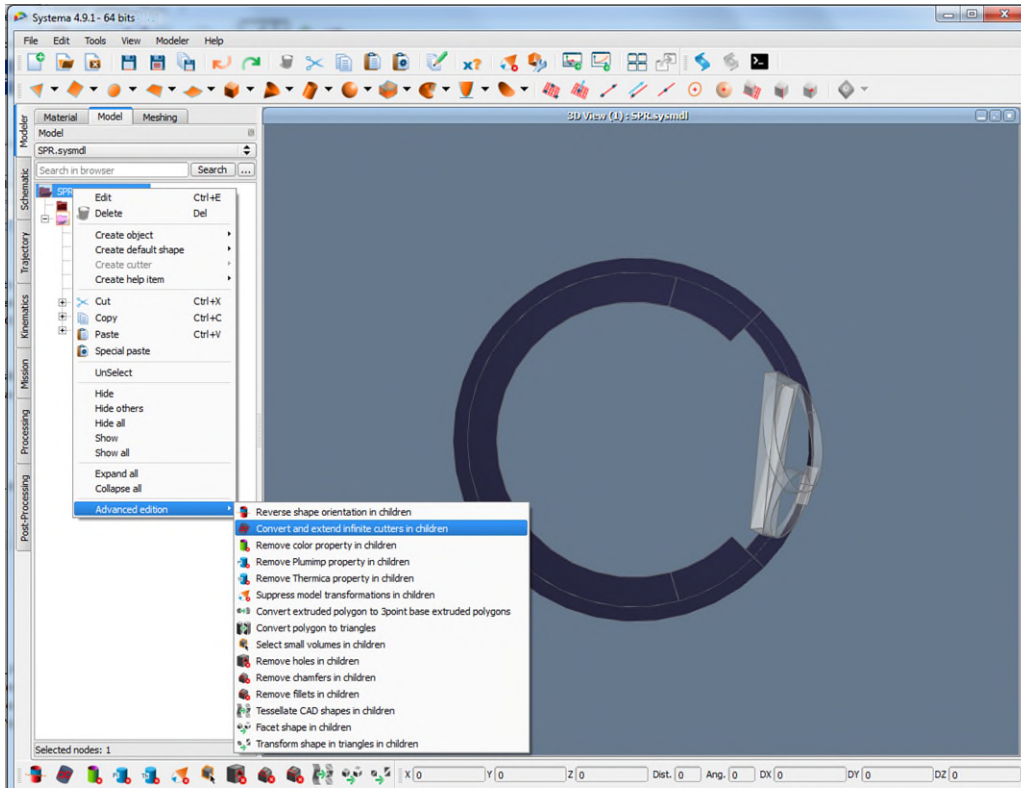 Systema 4.9.1 - 64 bits
File Edit Tools View Modeler Help
Material Model Meshing
Model
SPR.sysmdl
Search in browser Search ...
SPR
Modeler
Schematic
Trajectory
Kinematics
Mission
Processing
Post-Processing
3D View (1) : SPR.sysmdl
Edit Ctrl+E
Delete Del
Create object
Create default shape
Create cutter
Create help item
Cut Ctrl+X
Copy Ctrl+C
Paste Ctrl+V
Special paste
UnSelect
Hide
Hide others
Hide all
Show
Show all
Expand all
Collapse all
Advanced edition
Reverse shape orientation in children
Convert and extend infinite cutters in children
Remove color property in children
Remove Plumimp property in children
Remove Thermica property in children
Suppress model transformations in children
Convert extruded polygon to 3point base extruded polygons
Convert polygon to triangles
Select small volumes in children
Remove holes in children
Remove chamfers in children
Remove fillets in children
Tessellate CAD shapes in children
Facet shape in children
Transform shape in triangles in children
Selected nodes: 1
X 0 Y 0 Z 0 Dist. 0 Ang. 0 DX 0 DY 0 DZ 0